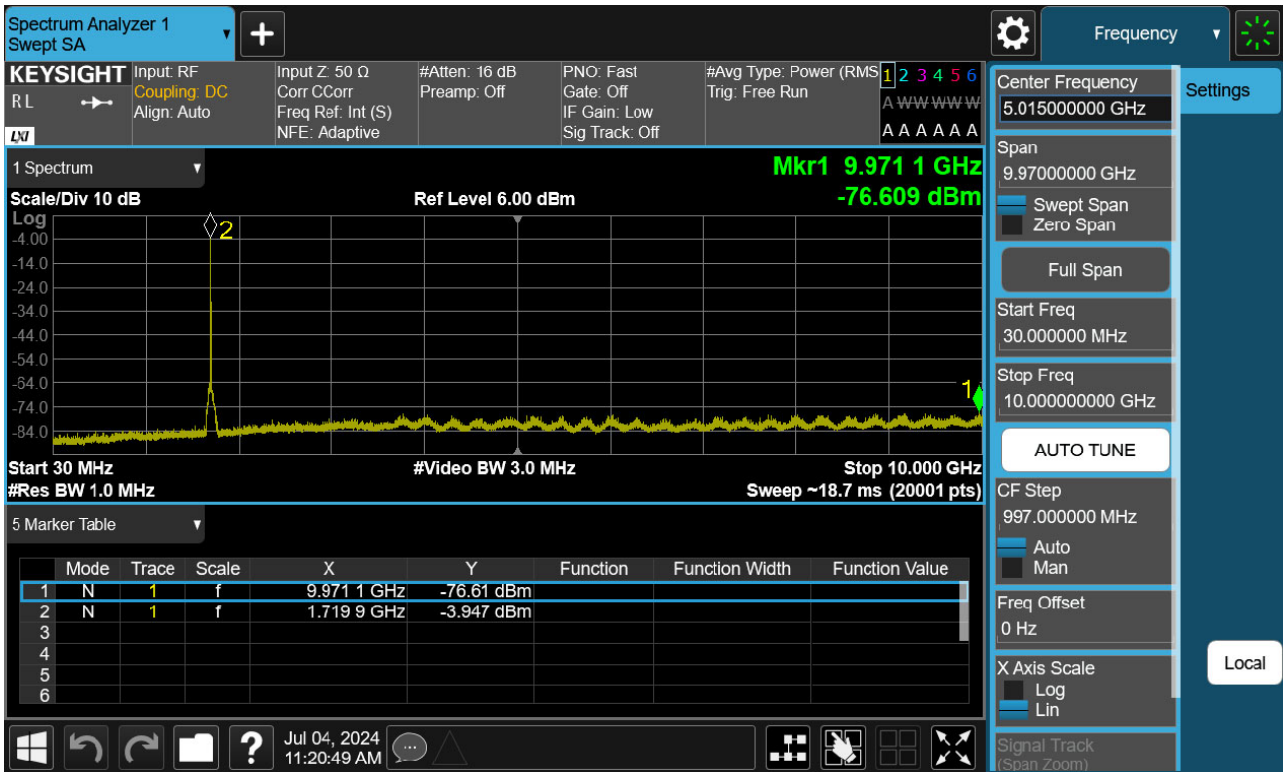 Spectrum Analyzer 1
Swept SA
Frequency
KEYSIGHT
R L
LXI
Input: RF
Coupling: DC
Align: Auto
Input Z: 50 Ω
Corr CCorr
Freq Ref: Int (S)
NFE: Adaptive
#Atten: 16 dB
Preamp: Off
PNO: Fast
Gate: Off
IF Gain: Low
Sig Track: Off
#Avg Type: Power (RMS
Trig: Free Run
1 2 3 4 5 6
A W W W W W
A A A A A A
1 Spectrum
Mkr1 9.971 1 GHz
Scale/Div 10 dB
Ref Level 6.00 dBm
-76.609 dBm
Log
-4.00
-14.0
-24.0
-34.0
-44.0
-54.0
-64.0
-74.0
-84.0
2
1
Start 30 MHz
#Video BW 3.0 MHz
Stop 10.000 GHz
#Res BW 1.0 MHz
Sweep ~18.7 ms (20001 pts)
5 Marker Table
Mode Trace Scale X Y Function Function Width Function Value
1 N 1 f 9.971 1 GHz -76.61 dBm
2 N 1 f 1.719 9 GHz -3.947 dBm
3
4
5
6
Jul 04, 2024
11:20:49 AM
Center Frequency
5.015000000 GHz
Settings
Span
9.97000000 GHz
Swept Span
Zero Span
Full Span
Start Freq
30.000000 MHz
Stop Freq
10.000000000 GHz
AUTO TUNE
CF Step
997.000000 MHz
Auto
Man
Freq Offset
0 Hz
X Axis Scale
Log
Lin
Local
Signal Track
(Span Zoom)